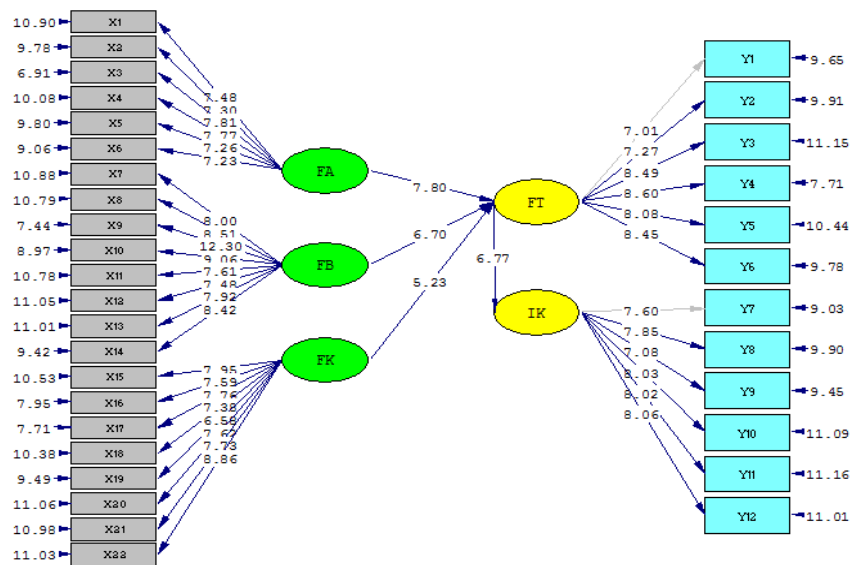 10.90 X1
9.78 X2
6.91 X3
10.08 X4
9.80 X5
9.06 X6
10.88 X7
10.79 X8
7.44 X9
8.97 X10
10.78 X11
11.05 X12
11.01 X13
9.42 X14
10.53 X15
7.95 X16
7.71 X17
10.38 X18
9.49 X19
11.06 X20
10.98 X21
11.03 X22
7.48
7.30
7.81
7.77
7.26
7.23
8.00
8.51
12.30
9.06
7.61
7.48
7.92
8.42
7.95
7.59
7.76
7.38
6.58
7.62
7.73
8.86
FA
FB
FK
7.80
6.70
5.23
FT
6.77
IK
7.01
7.27
8.49
8.60
8.08
8.45
7.60
7.85
7.08
8.03
8.02
8.06
Y1 9.65
Y2 9.91
Y3 11.15
Y4 7.71
Y5 10.44
Y6 9.78
Y7 9.03
Y8 9.90
Y9 9.45
Y10 11.09
Y11 11.16
Y12 11.01